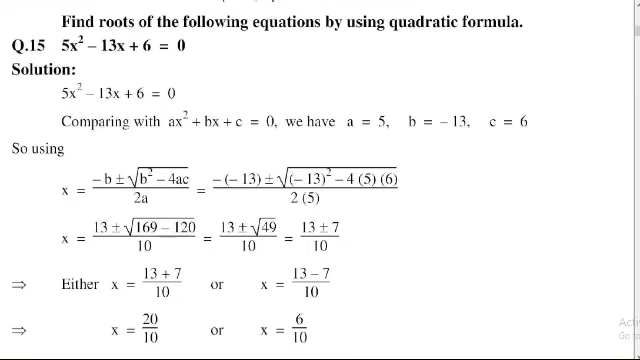 Find roots of the following equations by using quadratic formula.
Q.15 5x² – 13x + 6 = 0
Solution:
5x² – 13x + 6 = 0
Comparing with ax² + bx + c = 0, we have a = 5, b = – 13, c = 6
So using
x = (–b ± √(b² – 4ac)) / 2a = (– (– 13) ± √((– 13)² – 4 (5) (6))) / 2 (5)
x = (13 ± √(169 – 120)) / 10 = (13 ± √49) / 10 = (13 ± 7) / 10
⇒ Either x = (13 + 7) / 10 or x = (13 – 7) / 10
⇒ x = 20 / 10 or x = 6 / 10